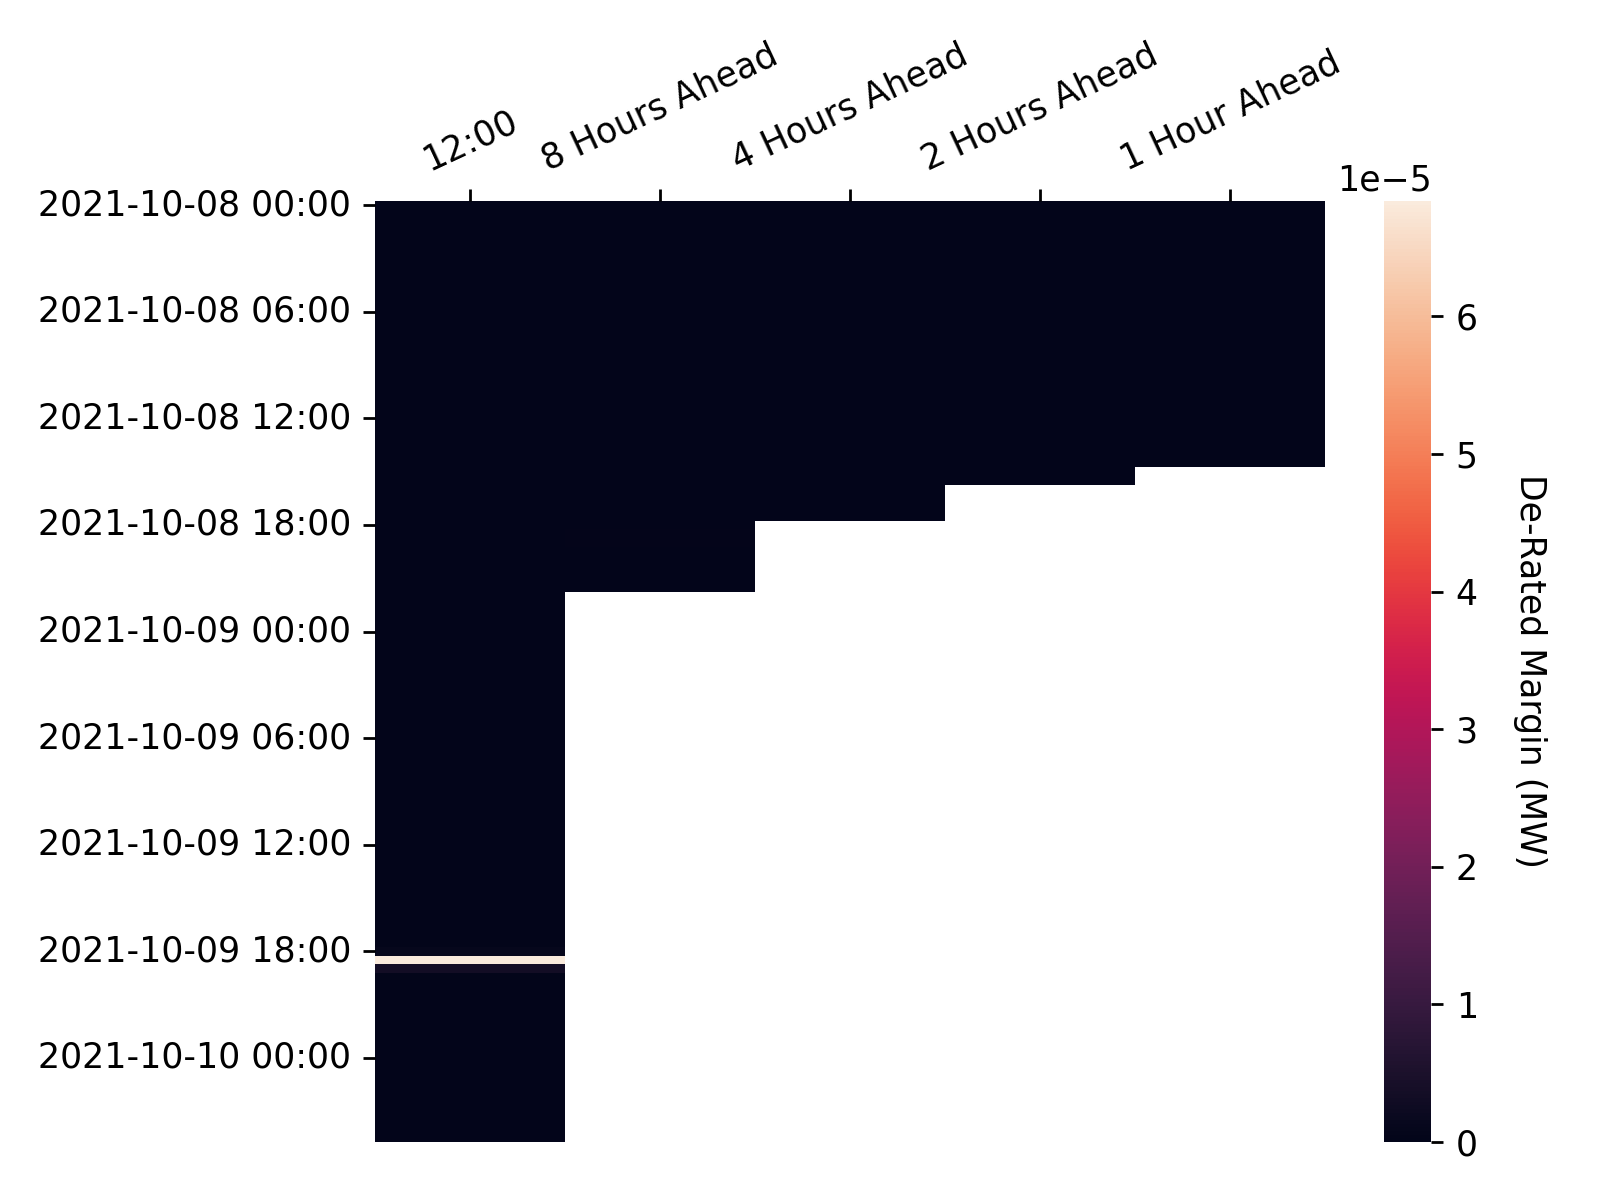 12:00
8 Hours Ahead
4 Hours Ahead
2 Hours Ahead
1 Hour Ahead
1e−5
2021-10-08 00:00
2021-10-08 06:00
2021-10-08 12:00
2021-10-08 18:00
2021-10-09 00:00
2021-10-09 06:00
2021-10-09 12:00
2021-10-09 18:00
2021-10-10 00:00
6
5
4
3
2
1
0
De-Rated Margin (MW)